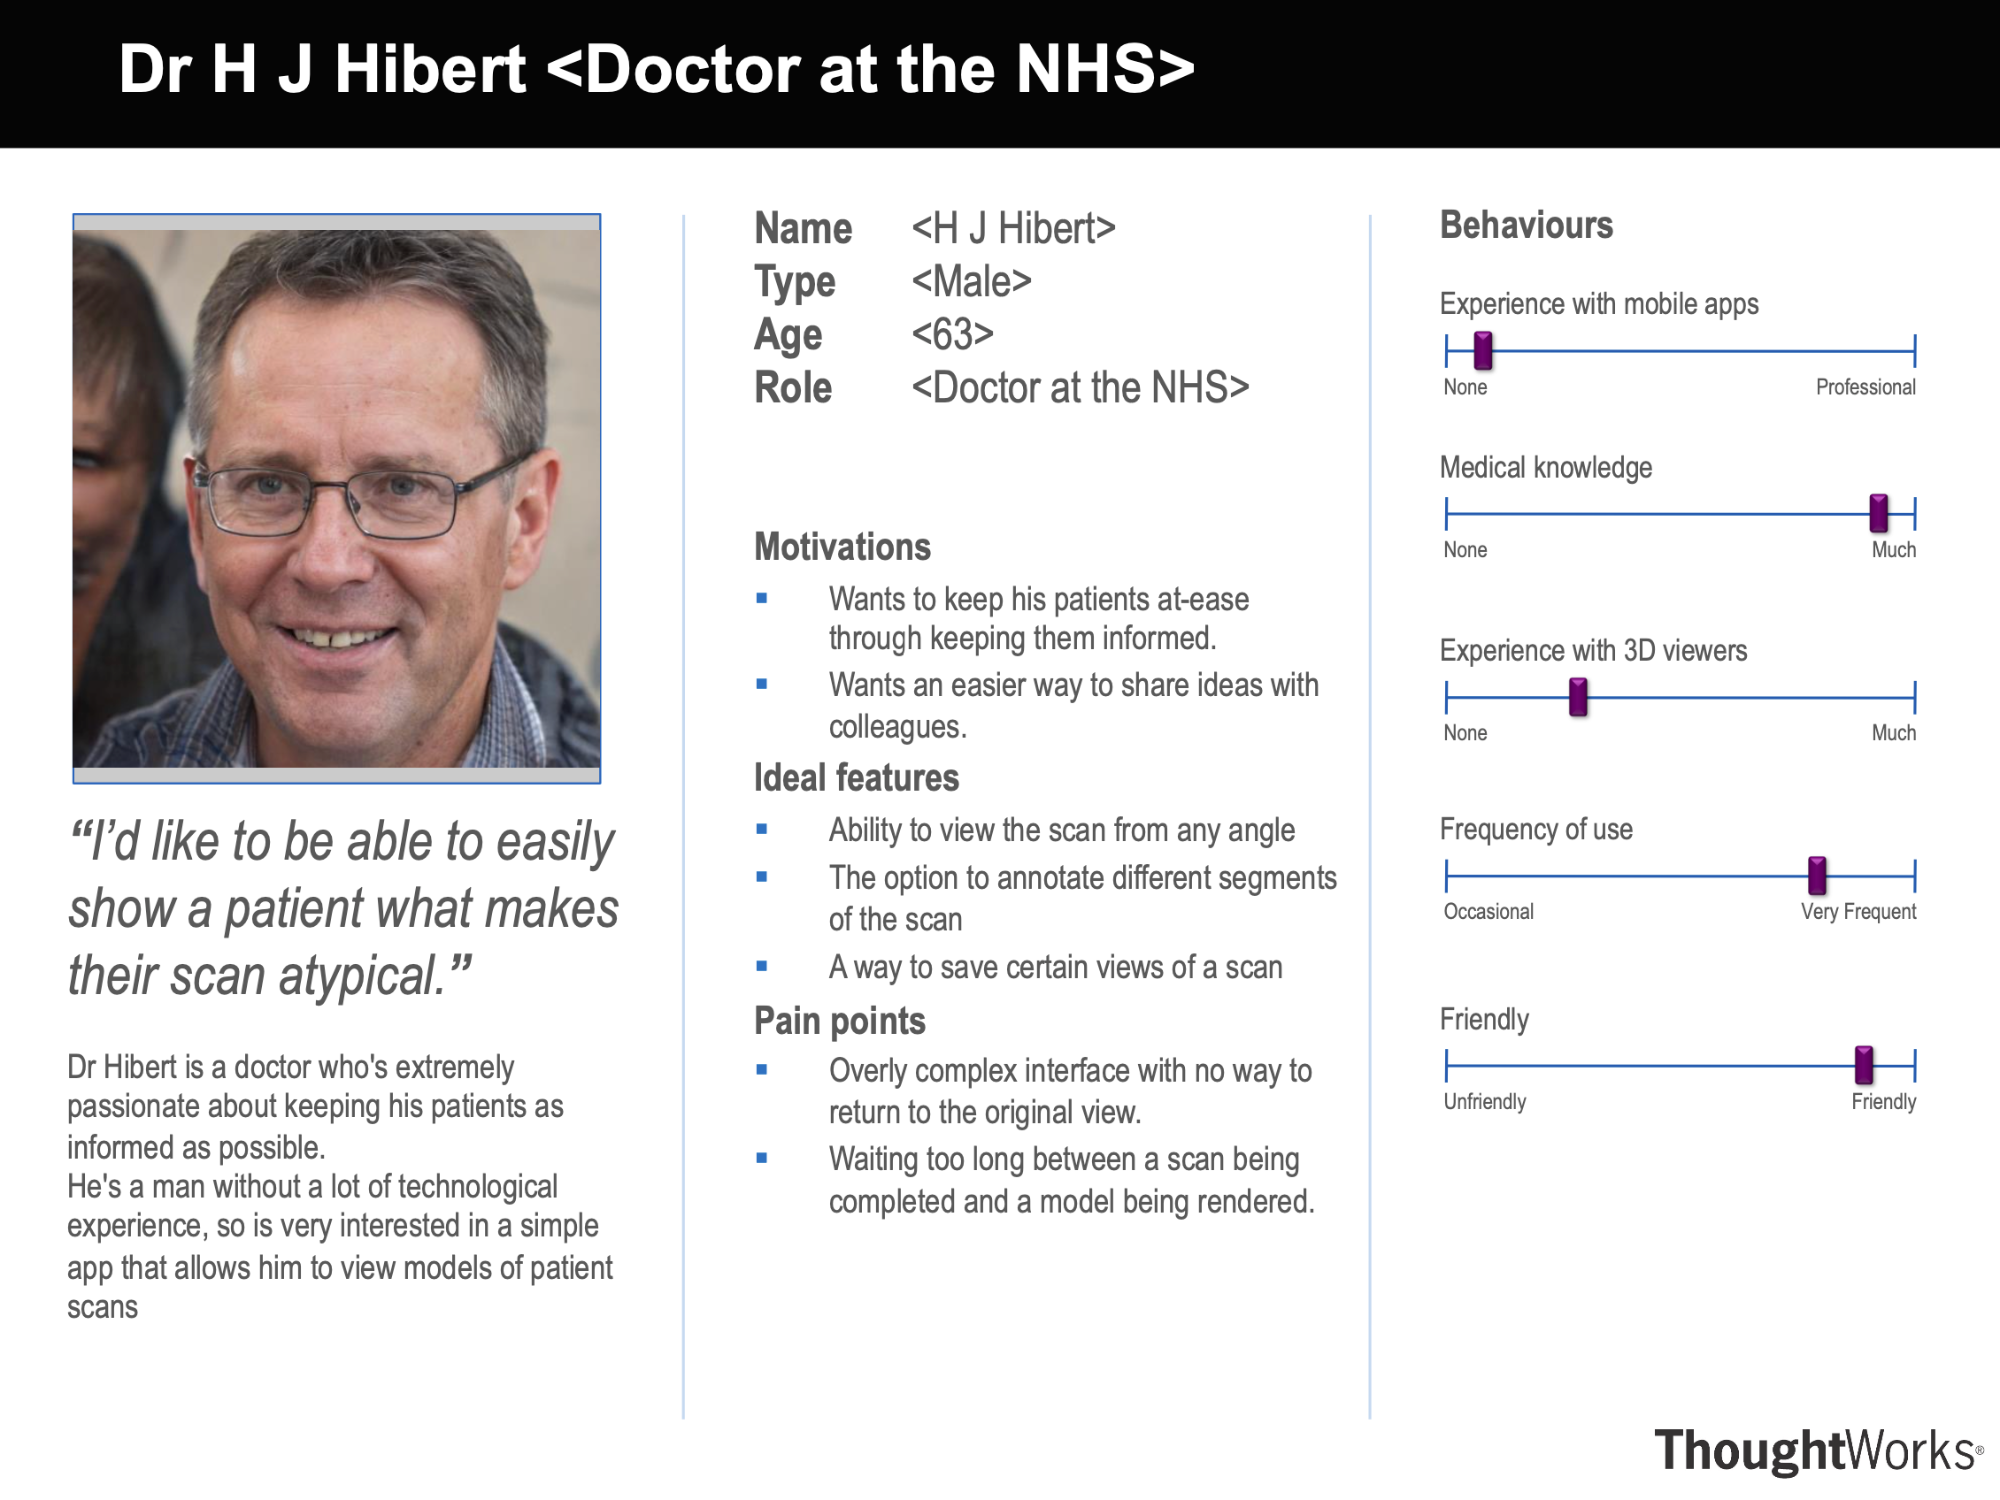 Dr H J Hibert <Doctor at the NHS>
“I’d like to be able to easily
show a patient what makes
their scan atypical.”
Dr Hibert is a doctor who's extremely
passionate about keeping his patients as
informed as possible.
He's a man without a lot of technological
experience, so is very interested in a simple
app that allows him to view models of patient
scans
Name <H J Hibert>
Type <Male>
Age <63>
Role <Doctor at the NHS>
Motivations
Wants to keep his patients at-ease
through keeping them informed.
Wants an easier way to share ideas with
colleagues.
Ideal features
Ability to view the scan from any angle
The option to annotate different segments
of the scan
A way to save certain views of a scan
Pain points
Overly complex interface with no way to
return to the original view.
Waiting too long between a scan being
completed and a model being rendered.
Behaviours
Experience with mobile apps
None Professional
Medical knowledge
None Much
Experience with 3D viewers
None Much
Frequency of use
Occasional Very Frequent
Friendly
Unfriendly Friendly
ThoughtWorks®